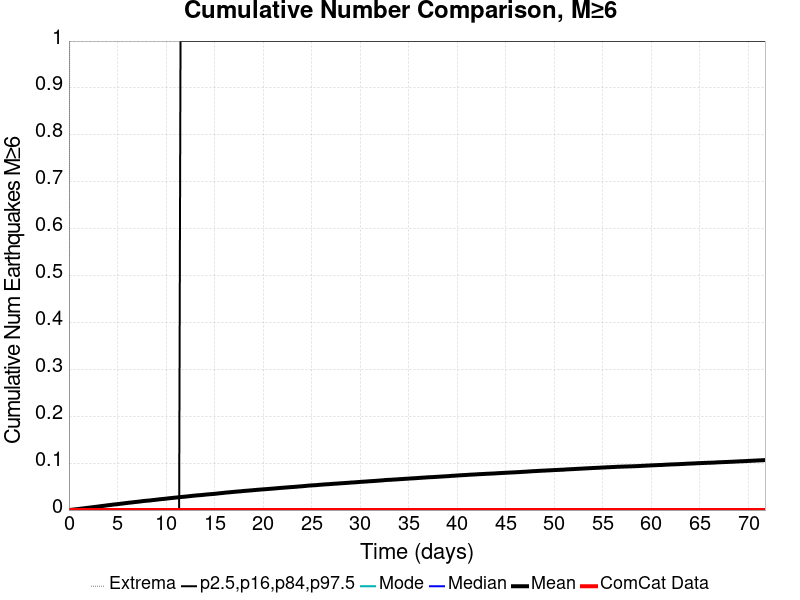 Cumulative Number Comparison, M≥6
Cumulative Num Earthquakes M≥6
1
0.9
0.8
0.7
0.6
0.5
0.4
0.3
0.2
0.1
0
0 5 10 15 20 25 30 35 40 45 50 55 60 65 70
Time (days)
Extrema p2.5,p16,p84,p97.5 Mode Median Mean ComCat Data